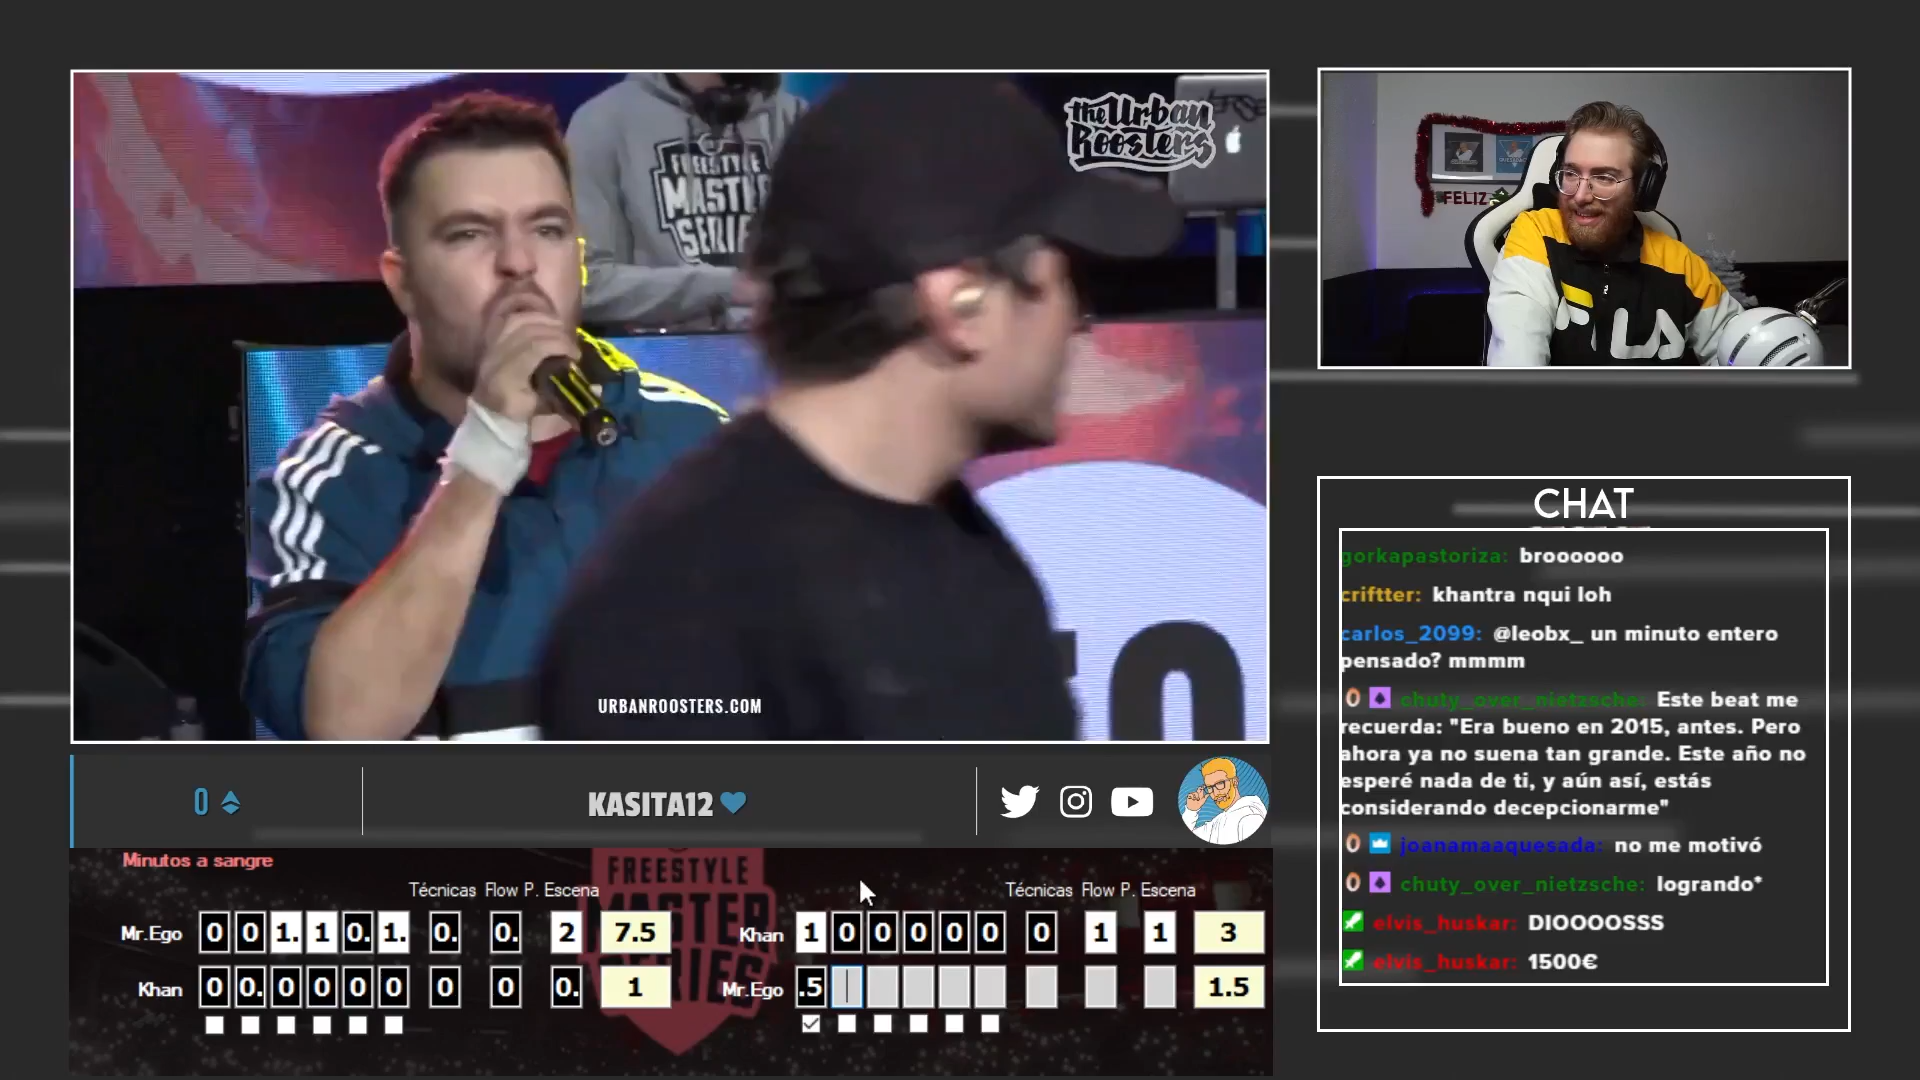 the Urban
Roosters
FREESTYLE
MASTER
SERIES
FELIZ
FILA
URBANROOSTERS.COM
CHAT
gorkapastoriza: broooooo
criftter: khantra nqui loh
carlos_2099: @leobx_ un minuto entero
pensado? mmmm
chuty_over_nietzsche: Este beat me
recuerda: "Era bueno en 2015, antes. Pero
ahora ya no suena tan grande. Este año no
esperé nada de ti, y aún así, estás
considerando decepcionarme"
joanamaaquesada: no me motivó
chuty_over_nietzsche: logrando*
elvis_huskar: DIOOOOSSS
elvis_huskar: 1500€
0
KASITA12
Minutos a sangre
FREESTYLE
MASTER
SERIES
Técnicas Flow P. Escena
Mr.Ego 0 0 1. 1 0. 1. 0. 0. 2 7.5
Khan 0 0. 0 0 0 0 0 0 0. 1
Técnicas Flow P. Escena
Khan 1 0 0 0 0 0 0 1 1 3
Mr.Ego .5 1.5